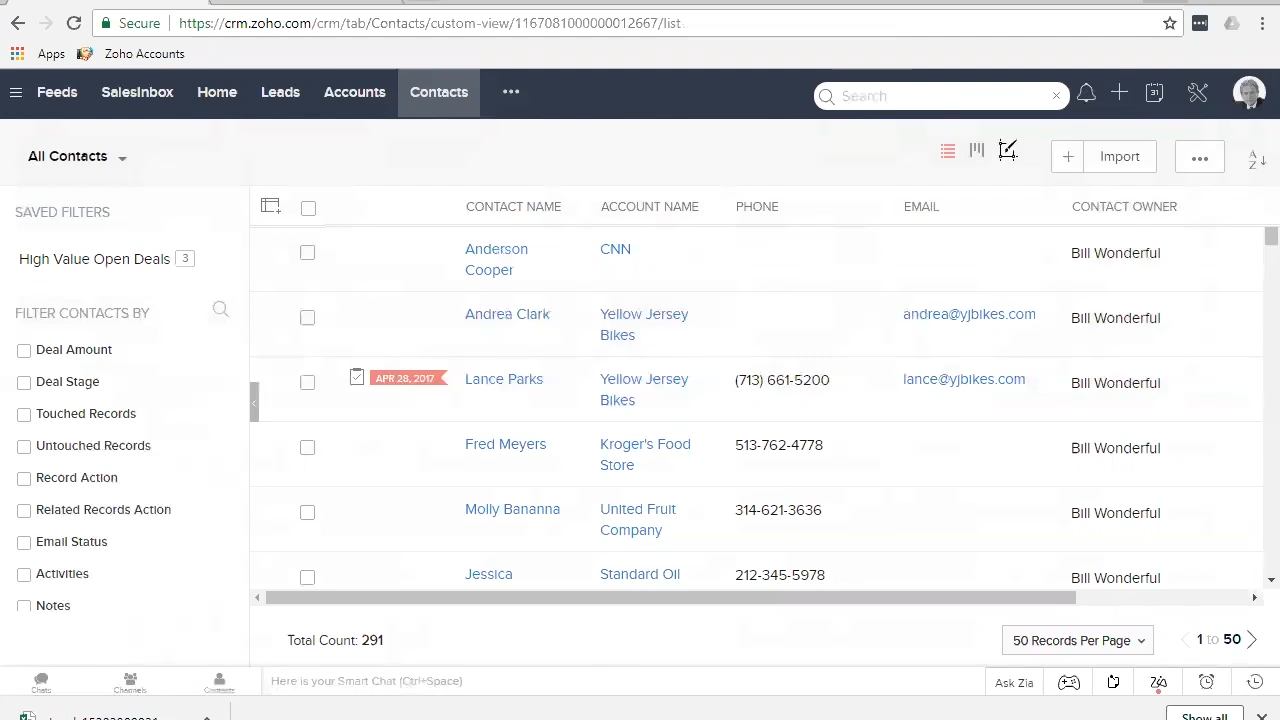 Secure https://crm.zoho.com/crm/tab/Contacts/custom-view/1167081000000012667/list
Apps Zoho Accounts
Feeds SalesInbox Home Leads Accounts Contacts ••• Search 31
All Contacts Import ••• A Z
SAVED FILTERS
High Value Open Deals 3
FILTER CONTACTS BY
Deal Amount
Deal Stage
Touched Records
Untouched Records
Record Action
Related Records Action
Email Status
Activities
Notes
CONTACT NAME ACCOUNT NAME PHONE EMAIL CONTACT OWNER
Anderson Cooper CNN Bill Wonderful
Andrea Clark Yellow Jersey Bikes andrea@yjbikes.com Bill Wonderful
APR 28, 2017 Lance Parks Yellow Jersey Bikes (713) 661-5200 lance@yjbikes.com Bill Wonderful
Fred Meyers Kroger's Food Store 513-762-4778 Bill Wonderful
Molly Bananna United Fruit Company 314-621-3636 Bill Wonderful
Jessica Standard Oil 212-345-5978 Bill Wonderful
Total Count: 291 50 Records Per Page 1 to 50
Chats Channels Contacts Here is your Smart Chat (Ctrl+Space) Ask Zia
Show all